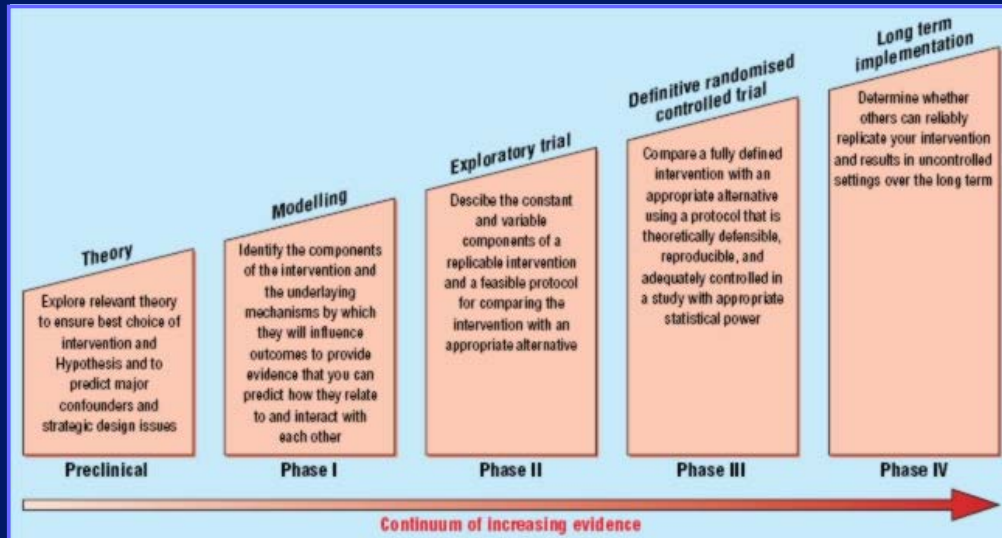 Theory
Explore relevant theory
to ensure best choice of
intervention and
Hypothesis and to
predict major
confounders and
strategic design issues
Preclinical
Modelling
Identify the components
of the intervention and
the underlaying
mechanisms by which
they will influence
outcomes to provide
evidence that you can
predict how they relate
to and interact with
each other
Phase I
Exploratory trial
Descibe the constant
and variable
components of a
replicable intervention
and a feasible protocol
for comparing the
intervention with an
appropriate alternative
Phase II
Definitive randomised
controlled trial
Compare a fully defined
intervention with an
appropriate alternative
using a protocol that is
theoretically defensible,
reproducible, and
adequately controlled in
a study with appropriate
statistical power
Phase III
Long term
implementation
Determine whether
others can reliably
replicate your intervention
and results in uncontrolled
settings over the long term
Phase IV
Continuum of increasing evidence